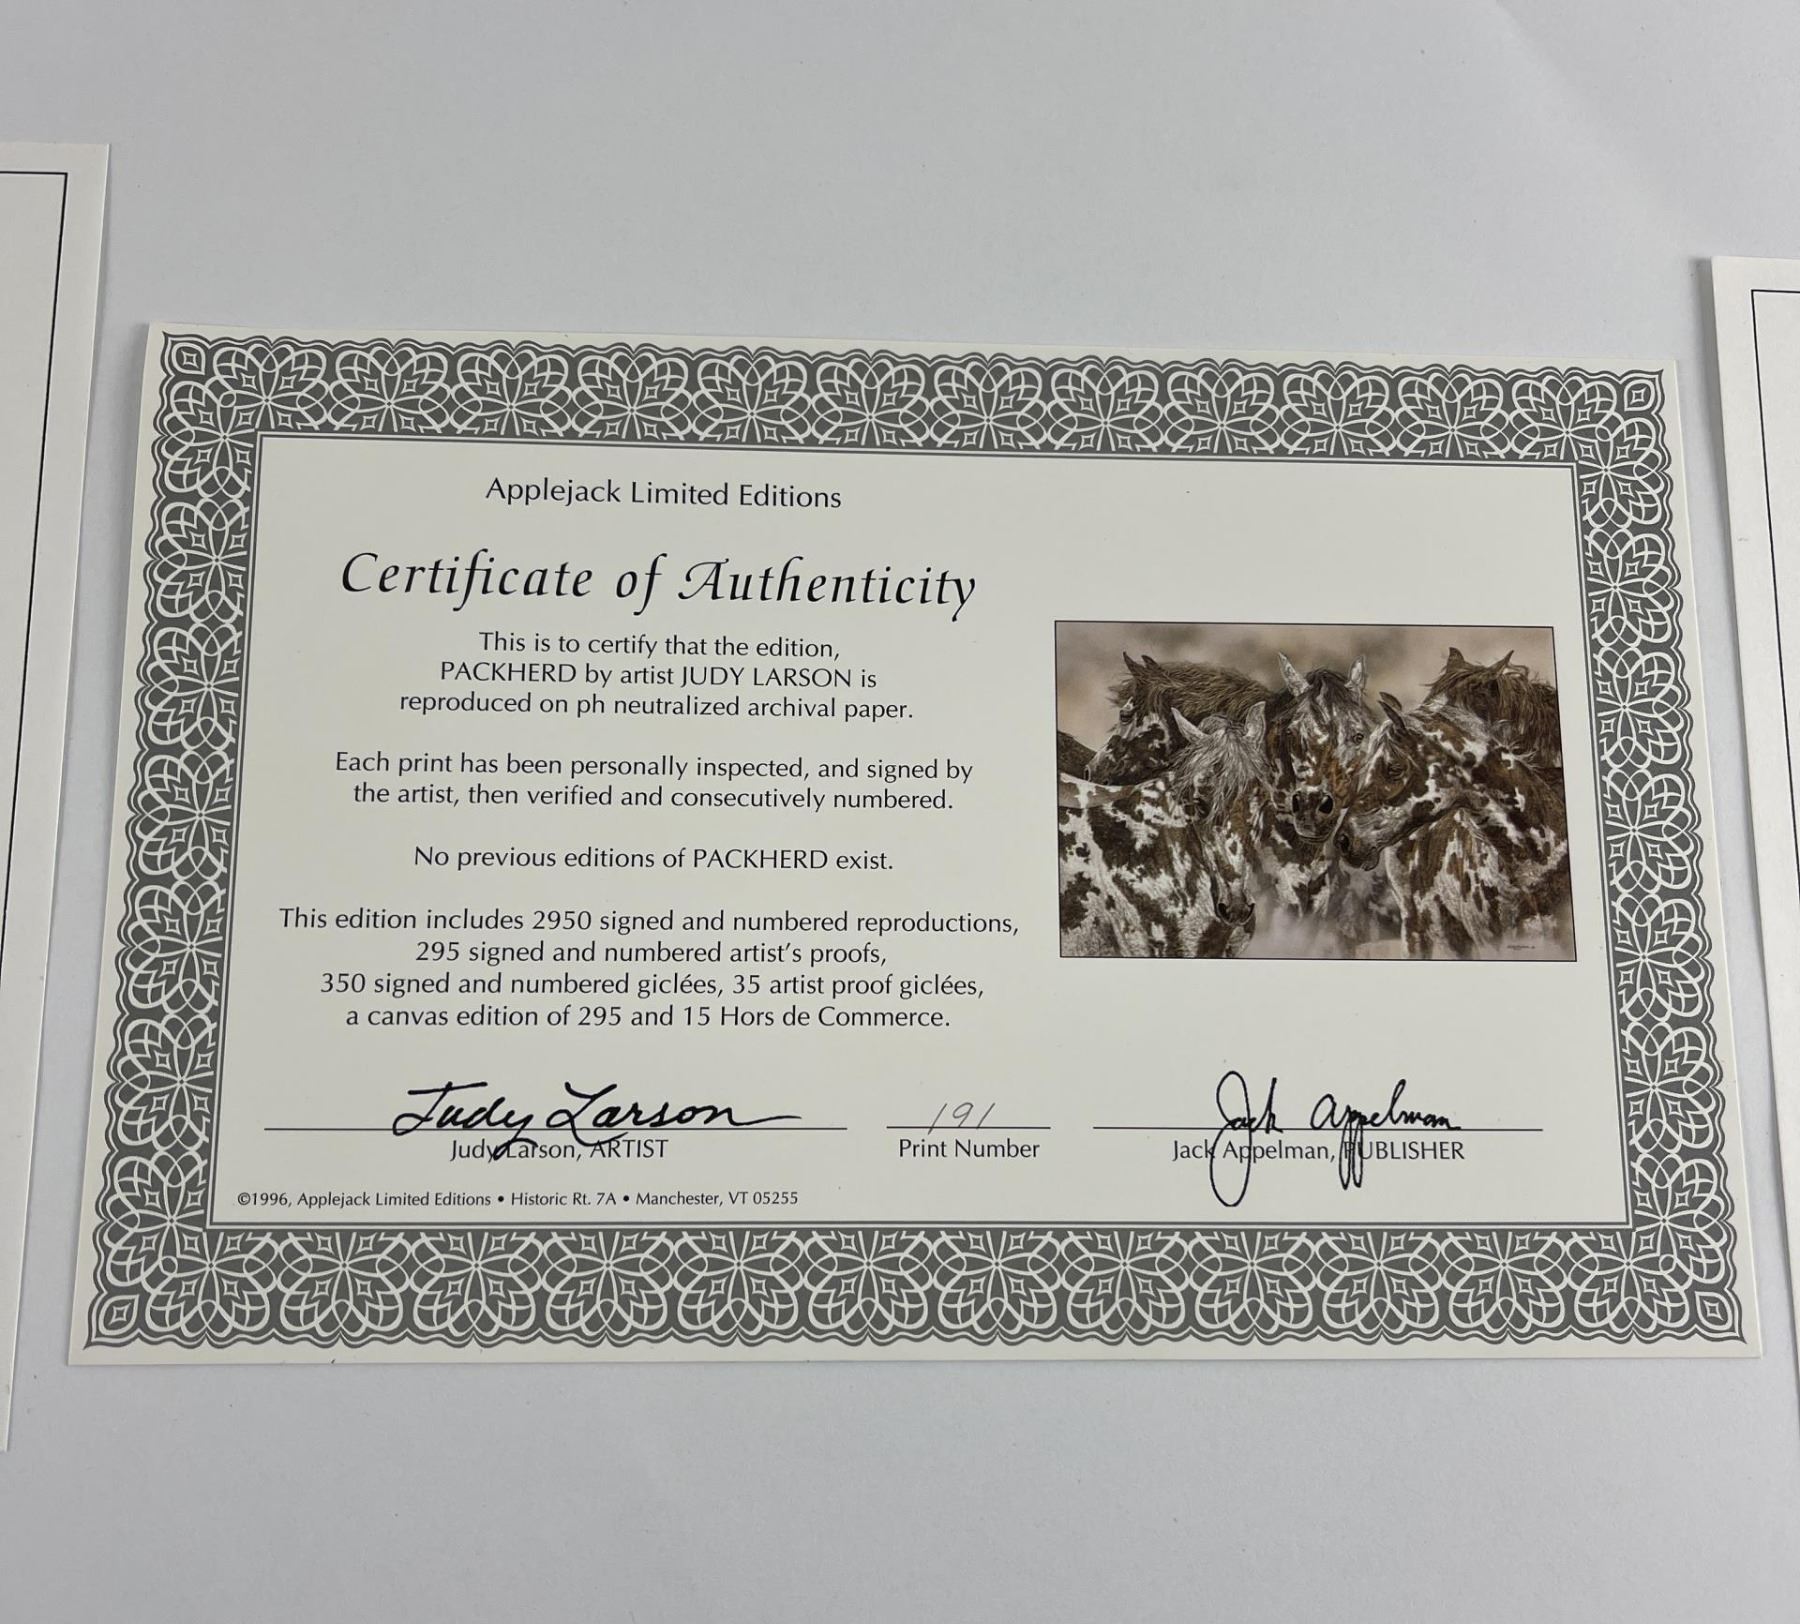 Applejack Limited Editions
Certificate of Authenticity
This is to certify that the edition,
PACKHERD by artist JUDY LARSON is
reproduced on ph neutralized archival paper.
Each print has been personally inspected, and signed by
the artist, then verified and consecutively numbered.
No previous editions of PACKHERD exist.
This edition includes 2950 signed and numbered reproductions,
295 signed and numbered artist's proofs,
350 signed and numbered giclées, 35 artist proof giclées,
a canvas edition of 295 and 15 Hors de Commerce.
Judy Larson
Judy Larson, ARTIST
191
Print Number
Jack Appelman
Jack Appelman, PUBLISHER
©1996, Applejack Limited Editions • Historic Rt. 7A • Manchester, VT 05255